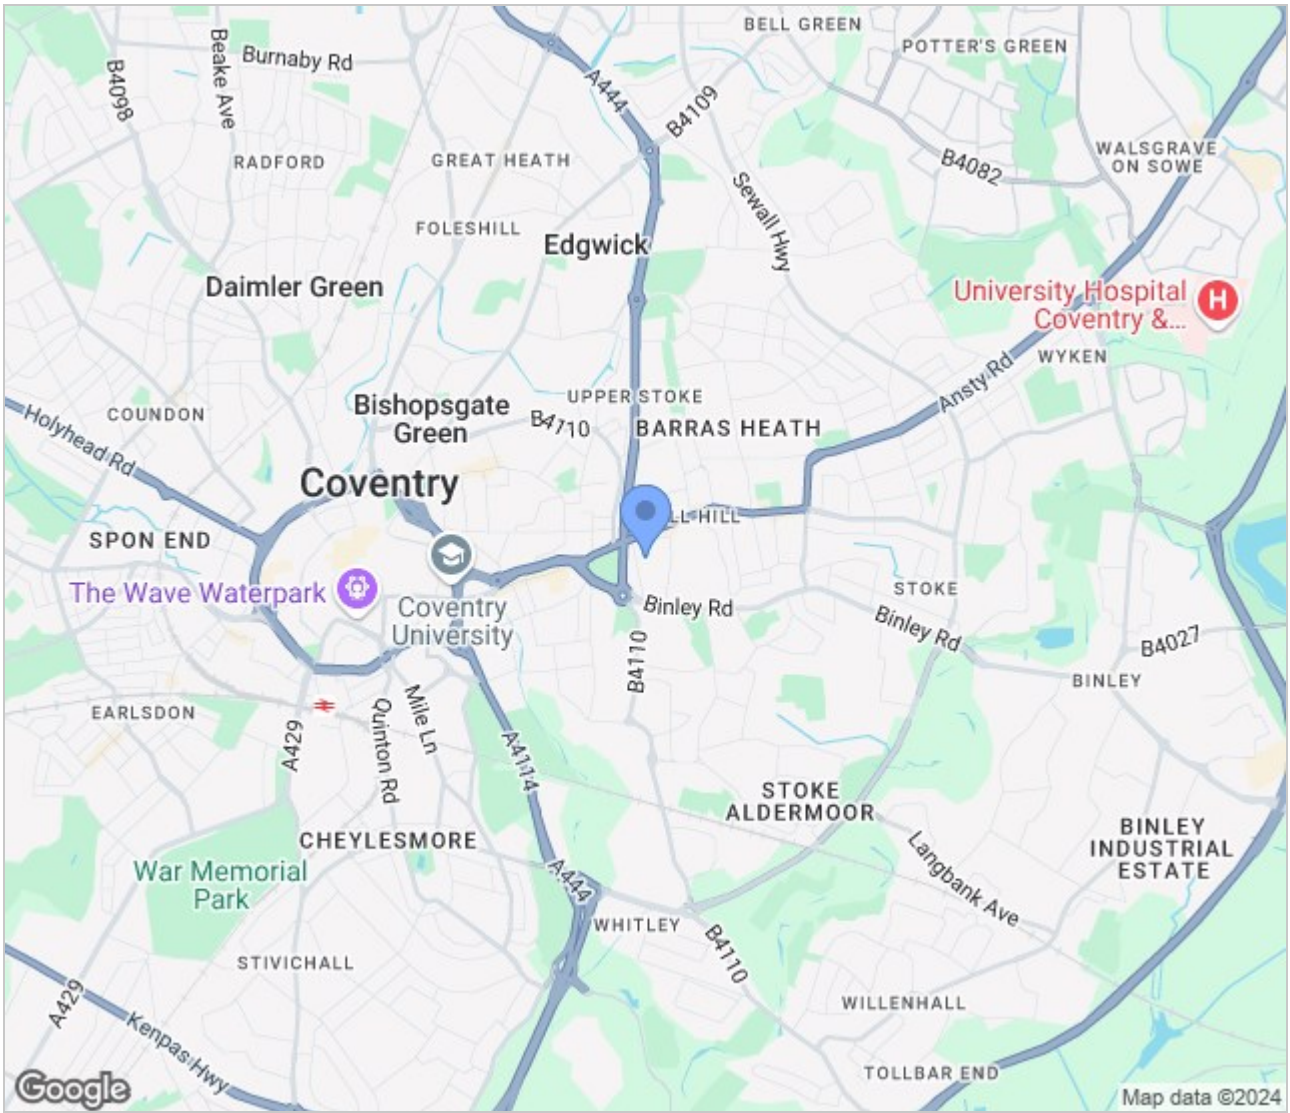 BELL GREEN
POTTER'S GREEN
Burnaby Rd
Beake Ave
B4098
A444
B4109
WALSGRAVE
ON SOWE
B4082
RADFORD
GREAT HEATH
Sewall Hwy
FOLESHILL
Edgwick
Daimler Green
University Hospital
Coventry &...
H
WYKEN
Ansty Rd
UPPER STOKE
Bishopsgate
Green
B4110
BARRAS HEATH
COUNDON
Holyhead Rd
Coventry
LL HILL
SPON END
The Wave Waterpark
Coventry
University
STOKE
Binley Rd
Binley Rd
B4110
B4027
BINLEY
EARLSDON
A429
Quinton Rd
Mile Ln
A4114
STOKE
ALDERMOOR
BINLEY
INDUSTRIAL
ESTATE
CHEYLESMORE
War Memorial
Park
Langbank Ave
A444
WHITLEY
B4110
STIVICHALL
WILLENHALL
A429
Kenpas Hwy
TOLLBAR END
Google
Map data ©2024